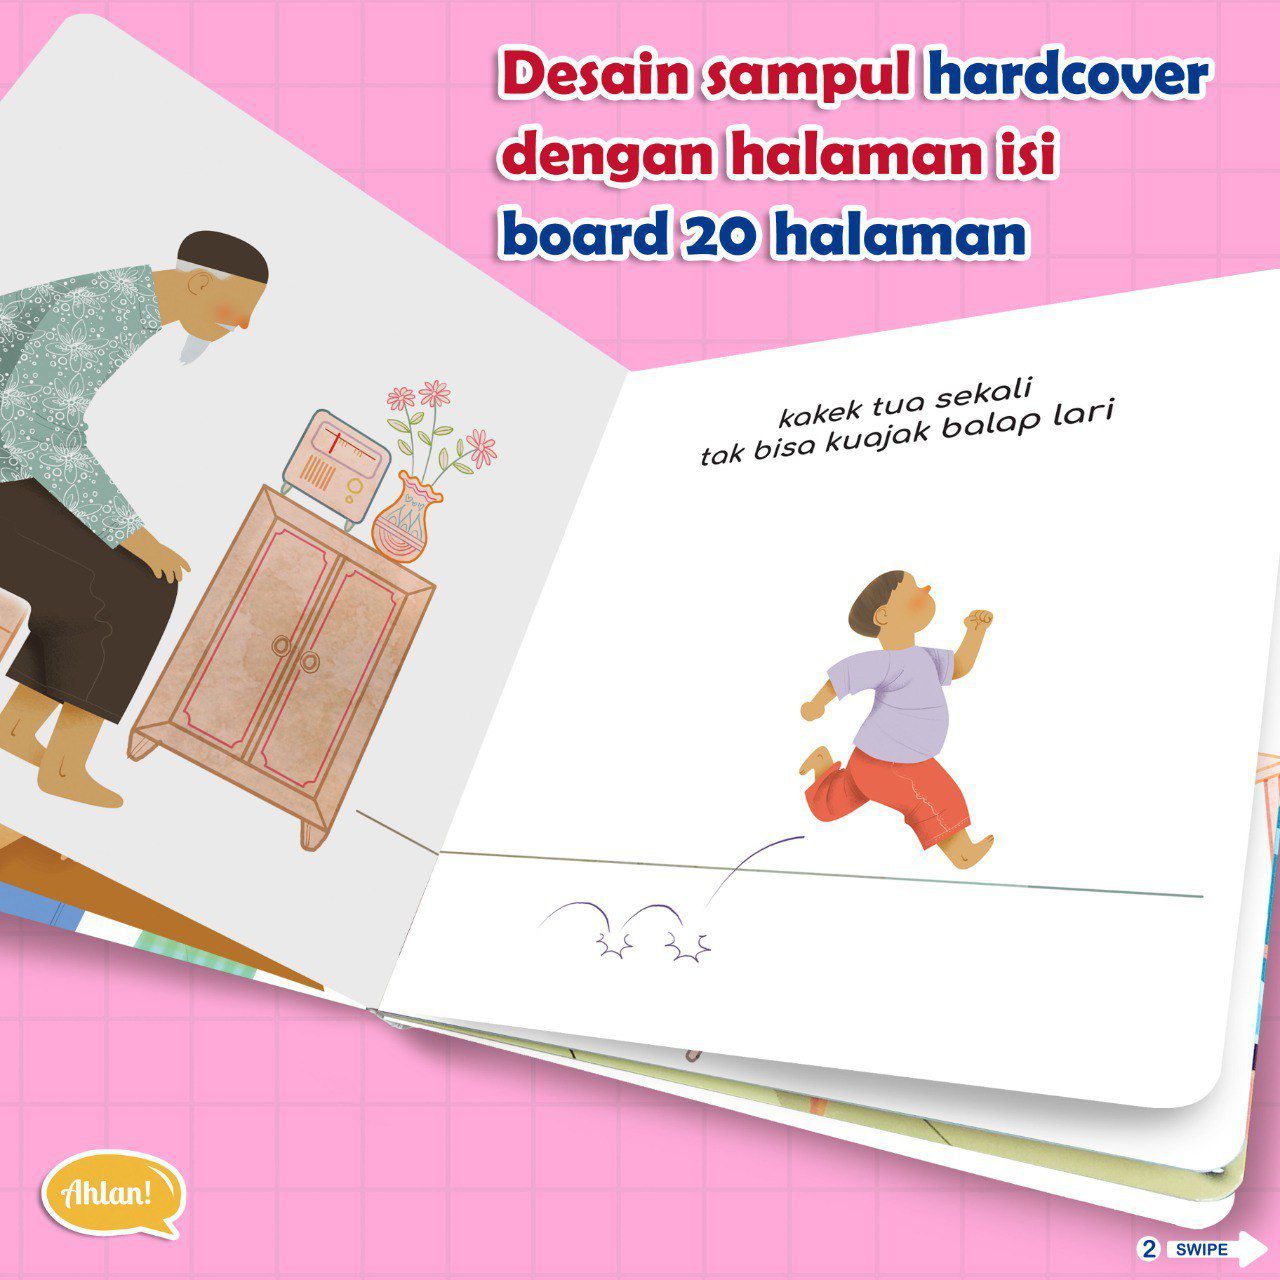 Desain sampul hardcover
dengan halaman isi
board 20 halaman
kakek tua sekali
tak bisa kuajak balap lari
Ahlan!
2 SWIPE